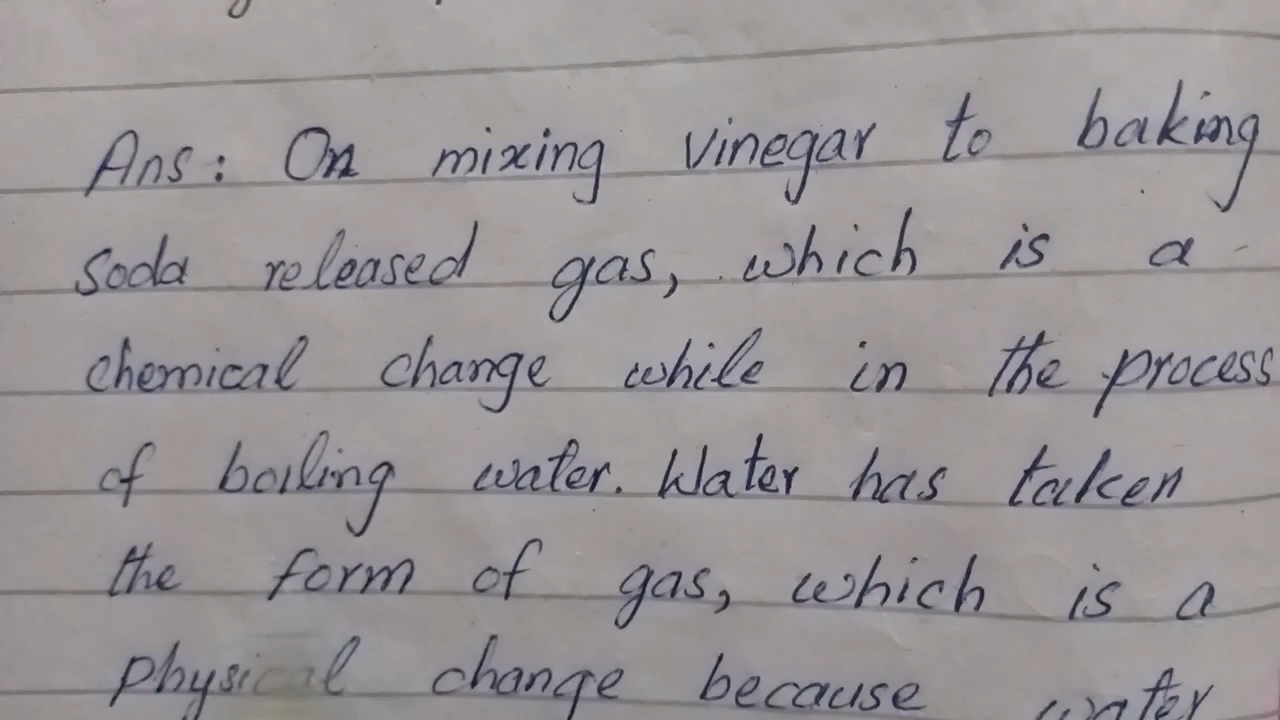 Ans: On mixing vinegar to baking
soda released gas, which is a
chemical change while in the process
of boiling water. Water has taken
the form of gas, which is a
physical change because water